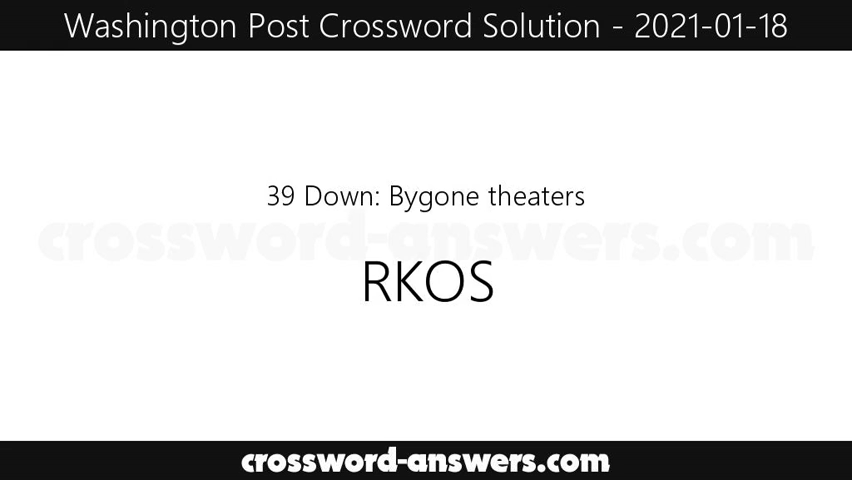 Washington Post Crossword Solution - 2021-01-18
39 Down: Bygone theaters
crossword-answers.com
RKOS
crossword-answers.com